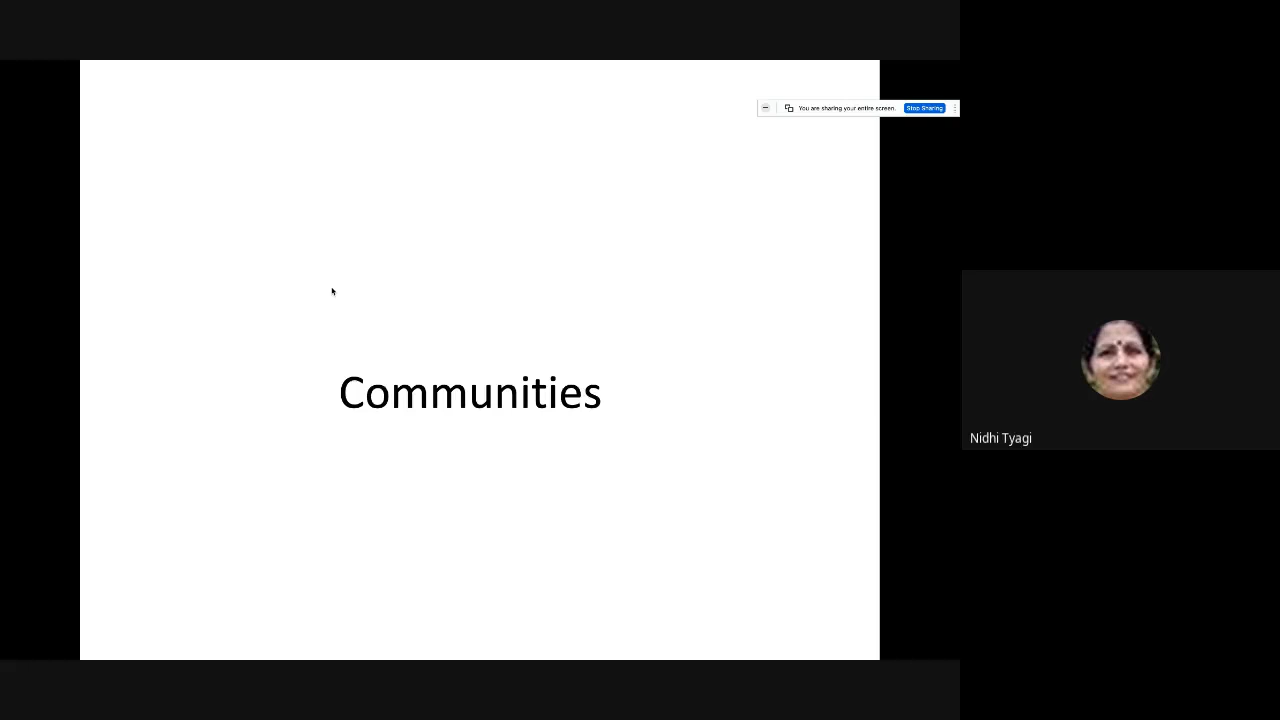 You are sharing your entire screen.
Stop Sharing
Communities
Nidhi Tyagi